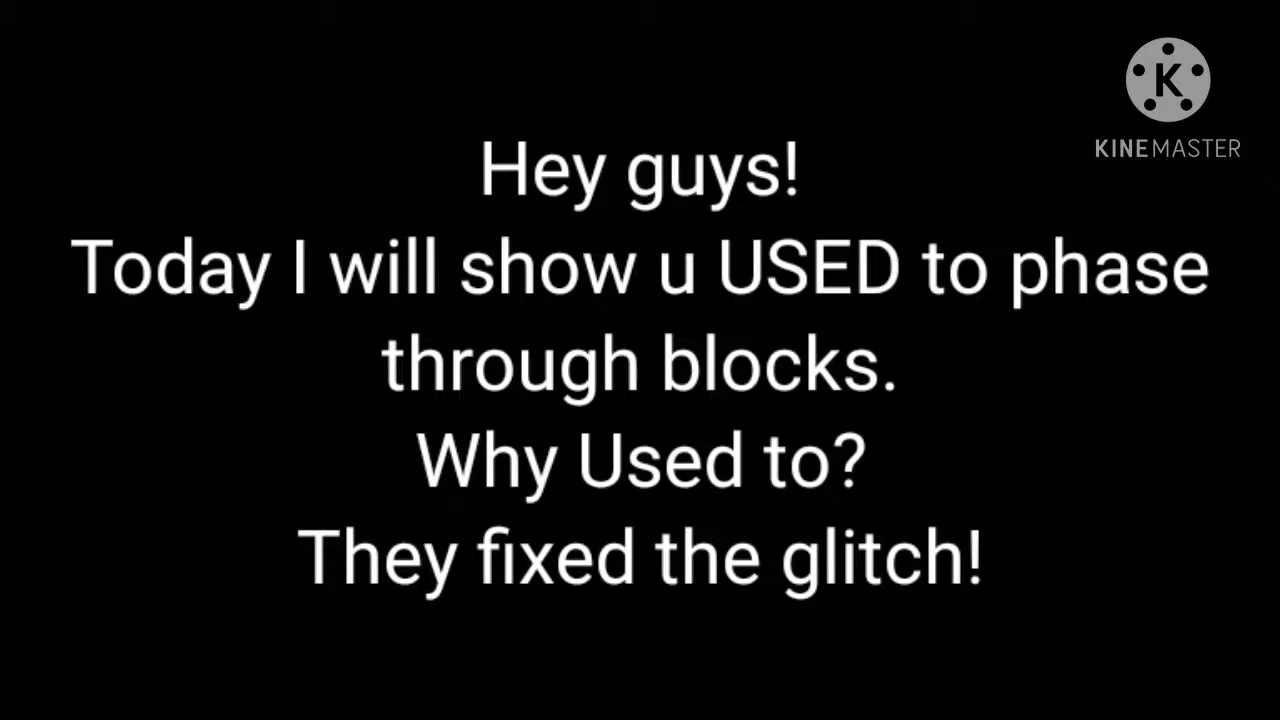 K
KINEMASTER
Hey guys!
Today I will show u USED to phase
through blocks.
Why Used to?
They fixed the glitch!